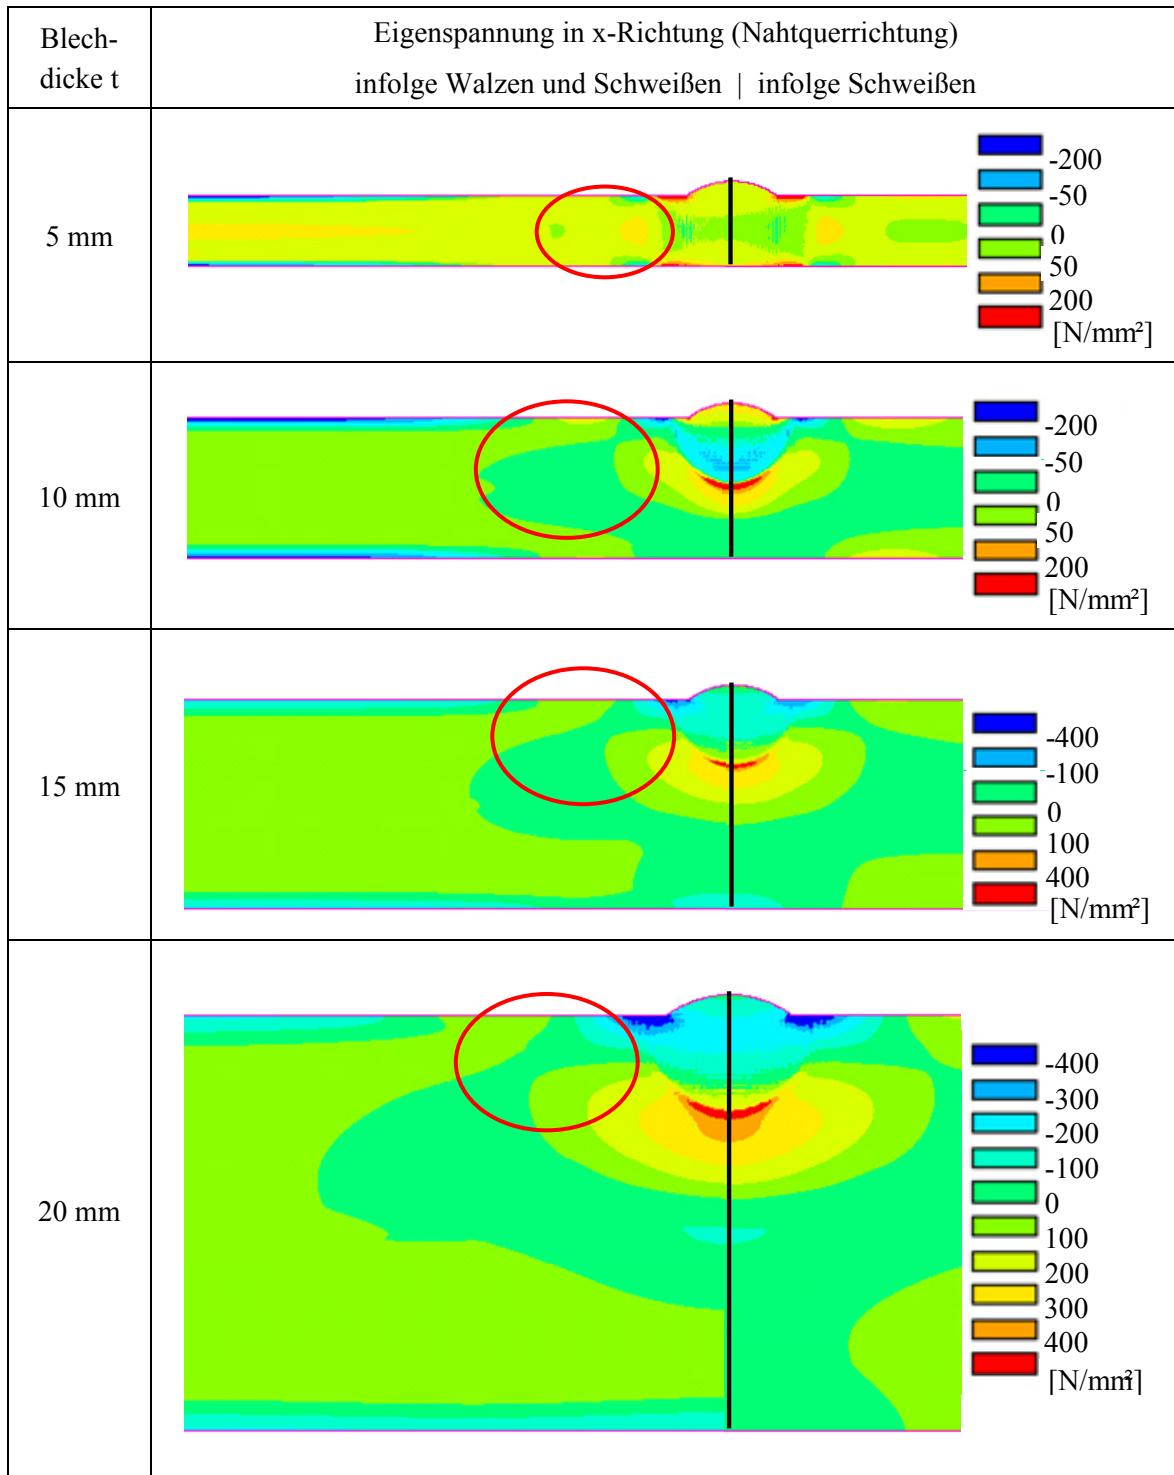 Blech-
dicke t
Eigenspannung in x-Richtung (Nahtquerrichtung)
infolge Walzen und Schweißen | infolge Schweißen
5 mm
-200
-50
0
50
200
[N/mm²]
10 mm
-200
-50
0
50
200
[N/mm²]
15 mm
-400
-100
0
100
400
[N/mm²]
20 mm
-400
-300
-200
-100
0
100
200
300
400
[N/mm²]